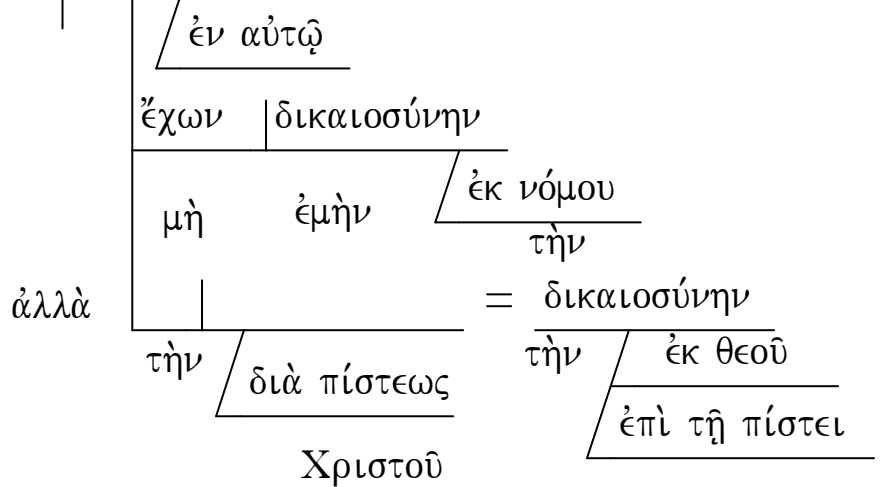 ἐν αὐτῷ
ἔχων δικαιοσύνην
μὴ ἐμὴν ἐκ νόμου
τὴν
ἀλλὰ = δικαιοσύνην
τὴν διὰ πίστεως τὴν ἐκ θεοῦ
ἐπὶ τῇ πίστει
Χριστοῦ